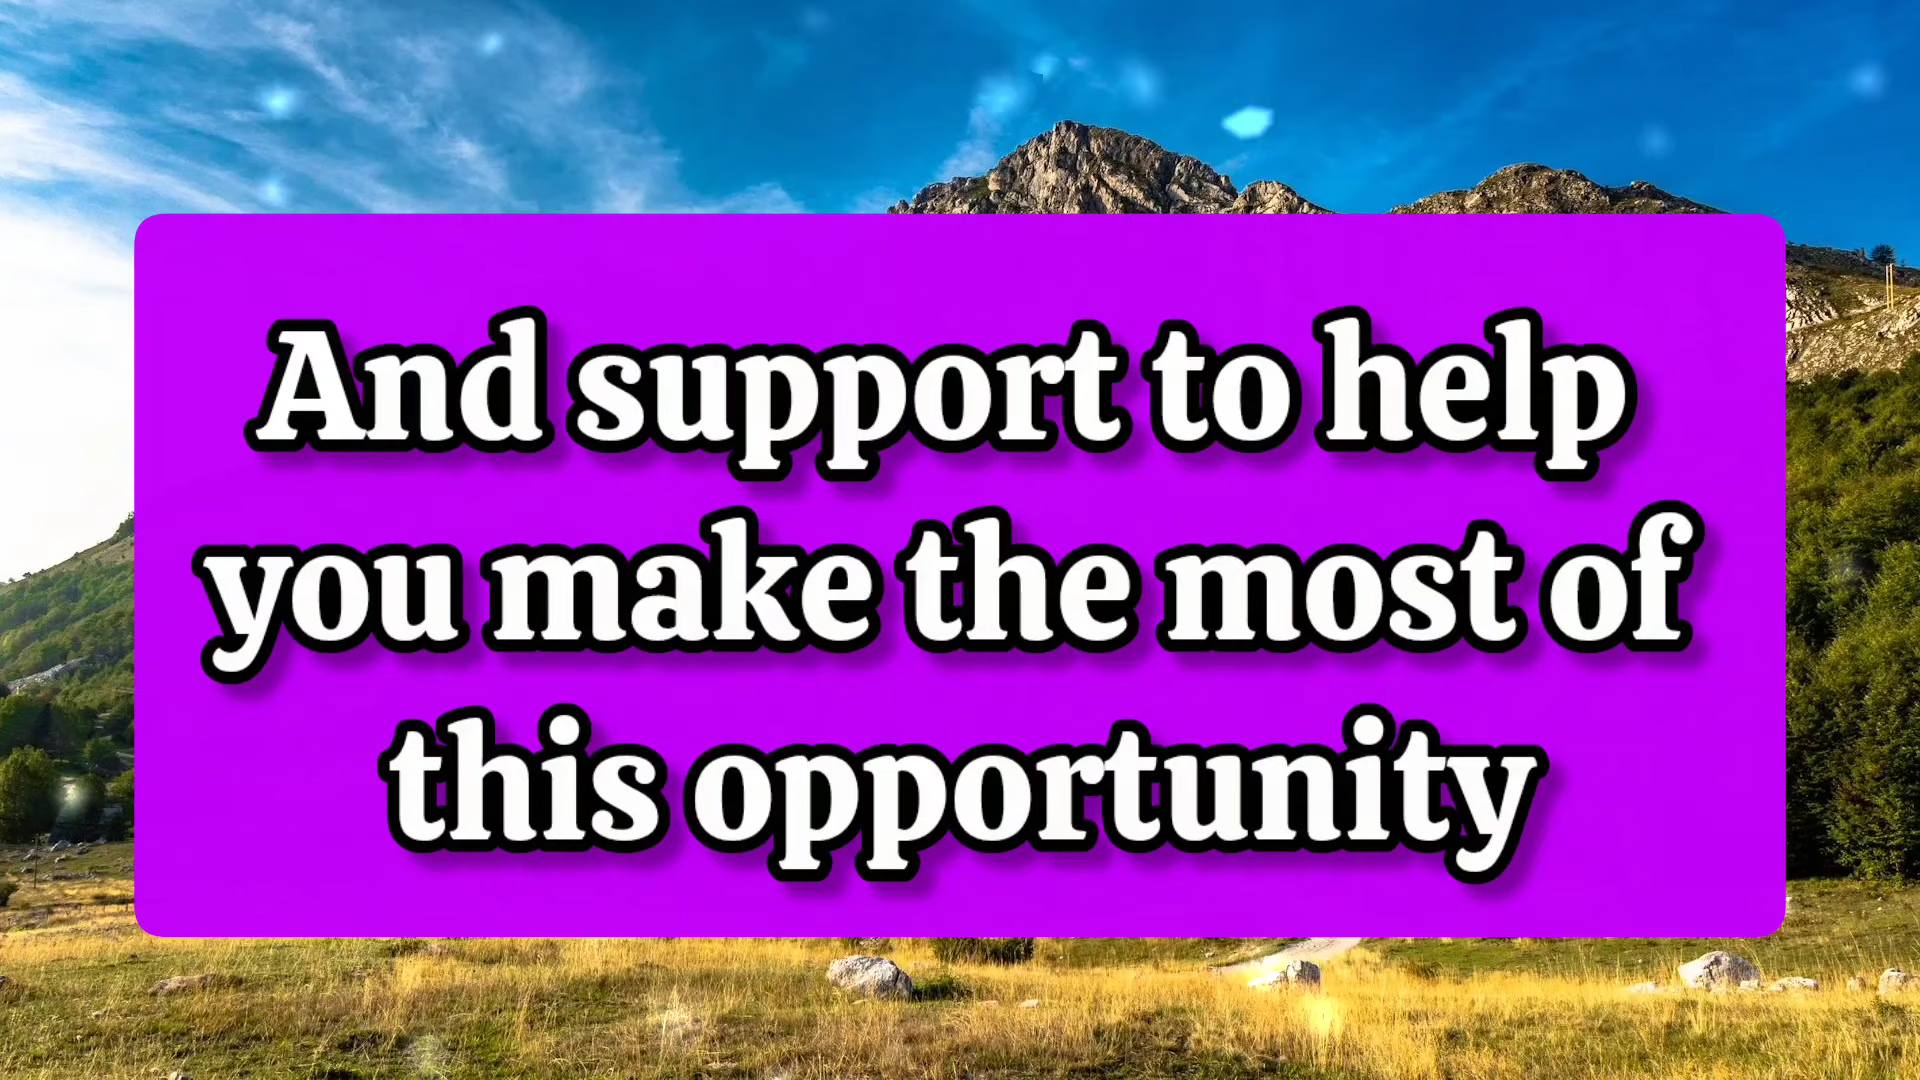 And support to help
you make the most of
this opportunity